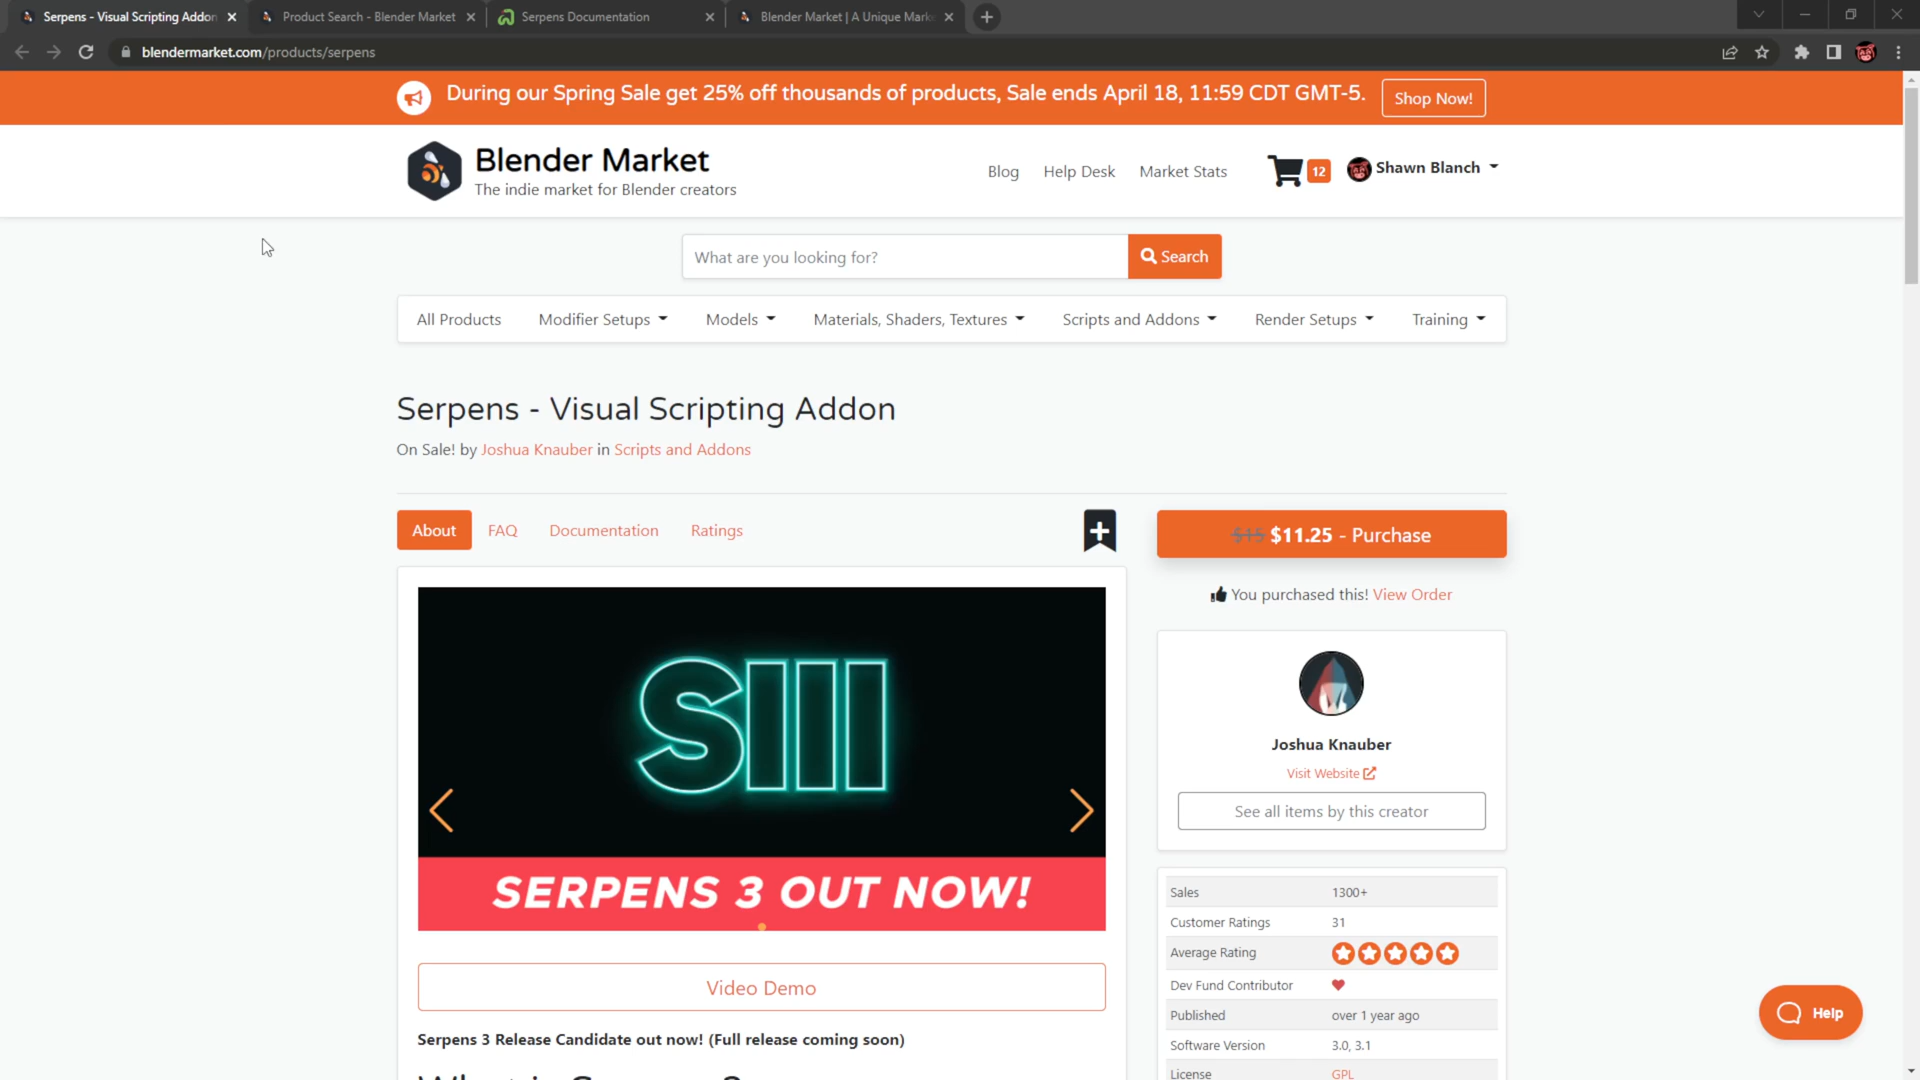 Serpens - Visual Scripting Addon
Product Search - Blender Market
Serpens Documentation
Blender Market | A Unique Mark
blendermarket.com/products/serpens
During our Spring Sale get 25% off thousands of products, Sale ends April 18, 11:59 CDT GMT-5.
Shop Now!
Blender Market
The indie market for Blender creators
Blog
Help Desk
Market Stats
12
Shawn Blanch
What are you looking for?
Search
All Products
Modifier Setups
Models
Materials, Shaders, Textures
Scripts and Addons
Render Setups
Training
Serpens - Visual Scripting Addon
On Sale! by Joshua Knauber in Scripts and Addons
About
FAQ
Documentation
Ratings
$15 $11.25 - Purchase
You purchased this! View Order
SIII
SERPENS 3 OUT NOW!
Joshua Knauber
Visit Website
See all items by this creator
Sales 1300+
Customer Ratings 31
Average Rating
Dev Fund Contributor
Published over 1 year ago
Software Version 3.0, 3.1
License GPL
Video Demo
Serpens 3 Release Candidate out now! (Full release coming soon)
Help